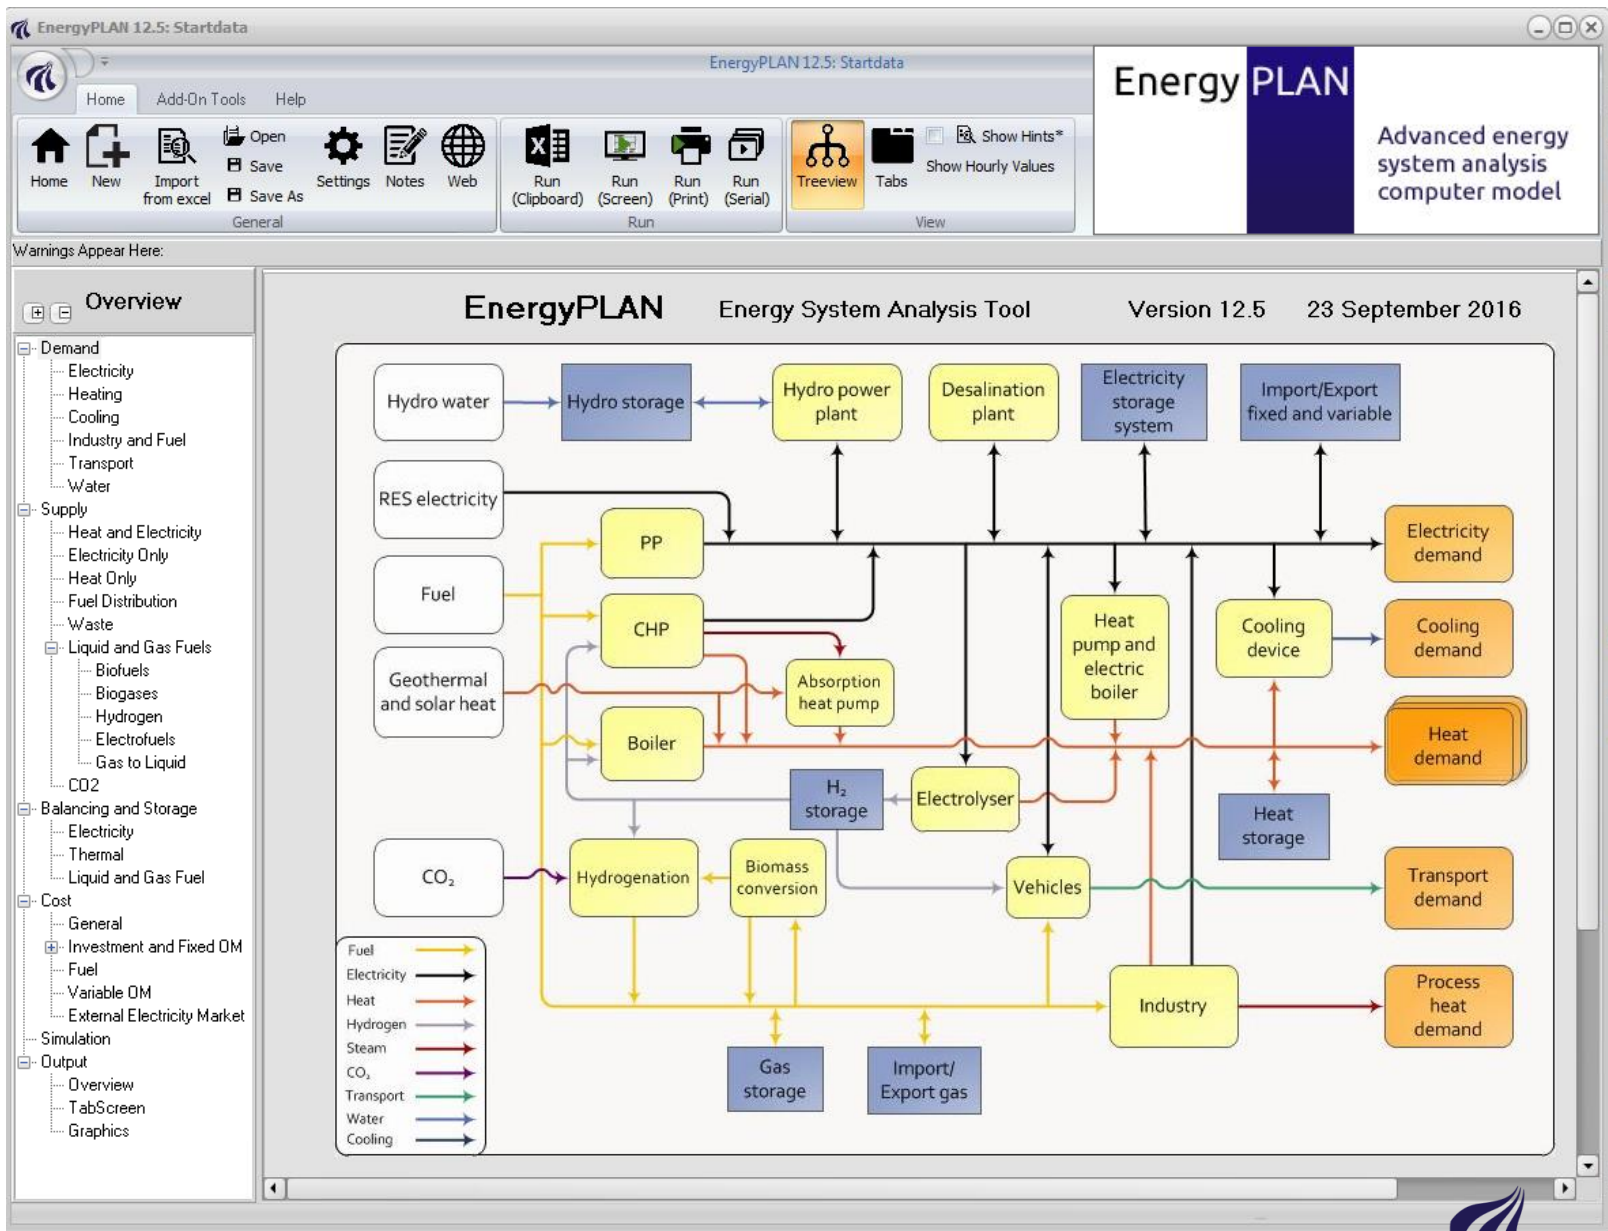 EnergyPLAN 12.5: Startdata
EnergyPLAN 12.5: Startdata
Home Add-On Tools Help
Home
New
Import
from excel
Open
Save
Save As
Settings
Notes
Web
General
Run
(Clipboard)
Run
(Screen)
Run
(Print)
Run
(Serial)
Run
Treeview
Tabs
Show Hints*
Show Hourly Values
View
Energy PLAN
Advanced energy
system analysis
computer model
Warnings Appear Here:
Overview
Demand
Electricity
Heating
Cooling
Industry and Fuel
Transport
Water
Supply
Heat and Electricity
Electricity Only
Heat Only
Fuel Distribution
Waste
Liquid and Gas Fuels
Biofuels
Biogases
Hydrogen
Electrofuels
Gas to Liquid
CO2
Balancing and Storage
Electricity
Thermal
Liquid and Gas Fuel
Cost
General
Investment and Fixed OM
Fuel
Variable OM
External Electricity Market
Simulation
Output
Overview
TabScreen
Graphics
EnergyPLAN Energy System Analysis Tool Version 12.5 23 September 2016
Hydro water
Hydro storage
Hydro power
plant
Desalination
plant
Electricity
storage
system
Import/Export
fixed and variable
RES electricity
PP
Electricity
demand
Fuel
CHP
Heat
pump and
electric
boiler
Cooling
device
Cooling
demand
Geothermal
and solar heat
Absorption
heat pump
Boiler
Heat
demand
H₂
storage
Electrolyser
Heat
storage
CO₂
Hydrogenation
Biomass
conversion
Vehicles
Transport
demand
Industry
Process
heat
demand
Gas
storage
Import/
Export gas
Fuel
Electricity
Heat
Hydrogen
Steam
CO₂
Transport
Water
Cooling